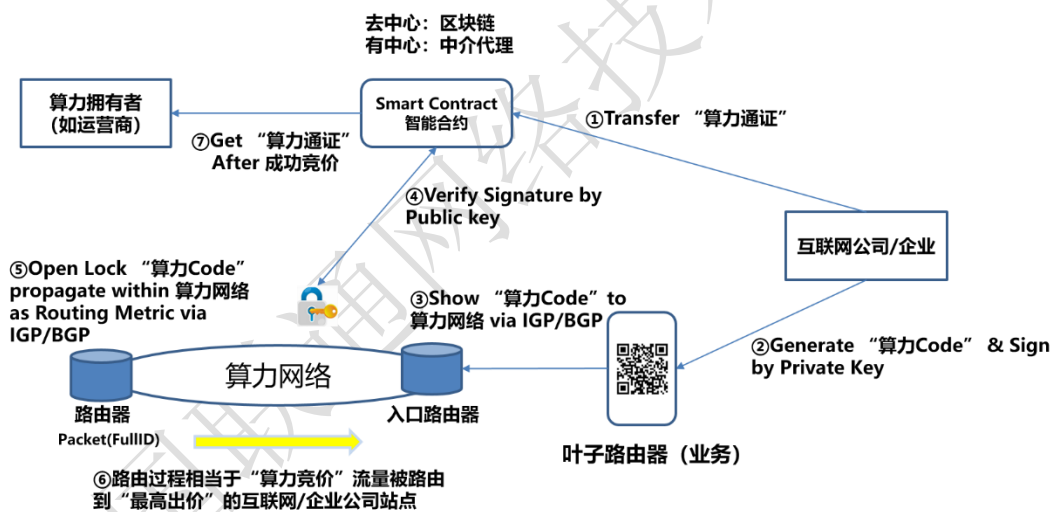 去中心：区块链
有中心：中介代理
算力拥有者
(如运营商)
Smart Contract
智能合约
①Transfer “算力通证”
⑦Get “算力通证”
After 成功竞价
④Verify Signature by
Public key
互联网公司/企业
⑤Open Lock “算力Code”
propagate within 算力网络
as Routing Metric via
IGP/BGP
③Show “算力Code”to
算力网络 via IGP/BGP
②Generate “算力Code” & Sign
by Private Key
算力网络
路由器
入口路由器
Packet(FullID)
叶子路由器（业务）
⑥路由过程相当于“算力竞价”流量被路由
到“最高出价”的互联网/企业公司站点
联通网络技